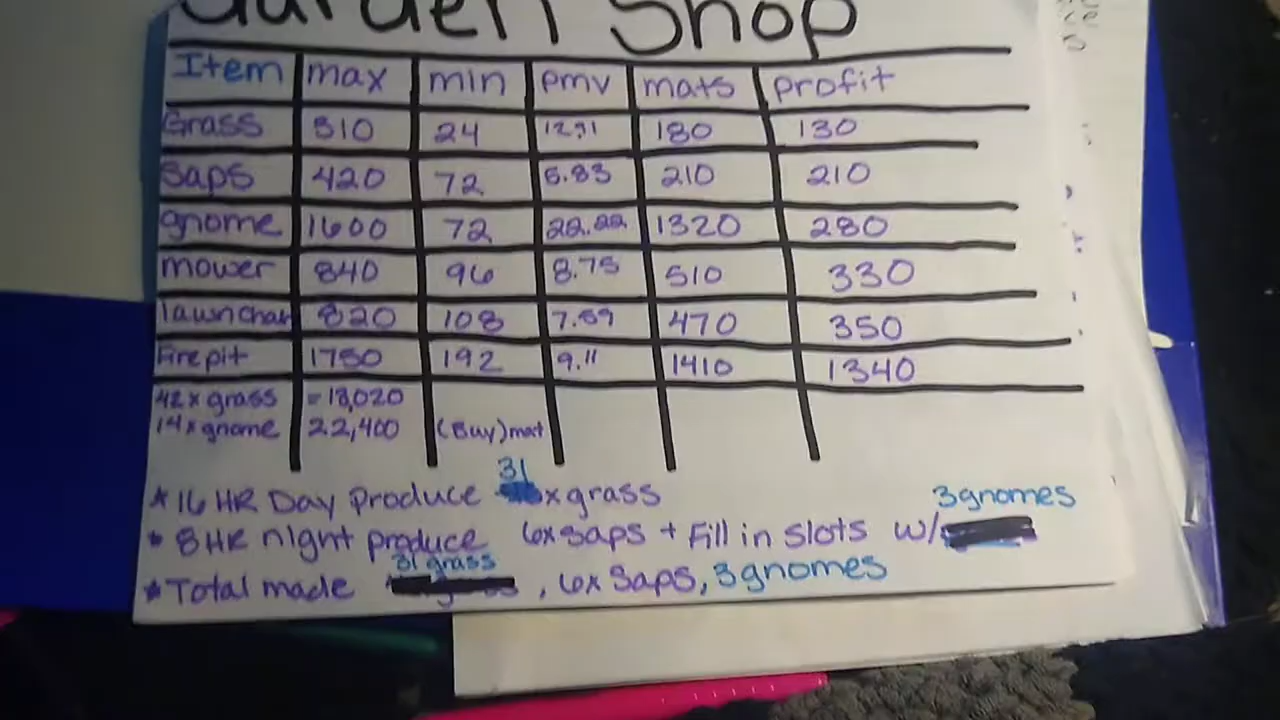 Garden Shop
Item max min pmv mats profit
Grass 310 24 12.91 180 130
Saps 420 72 5.83 210 210
gnome 1600 72 22.22 1320 280
mower 840 96 8.75 510 330
lawnchair 820 108 7.59 470 350
Firepit 1750 192 9.11 1410 1340
42x grass = 13,020
14x gnome 22,400 (Buy) mat
* 16 HR Day produce 31 x grass
* 8 HR night produce 6x saps + Fill in slots w/ 3 gnomes
* Total made 31 grass, 6x Saps, 3 gnomes